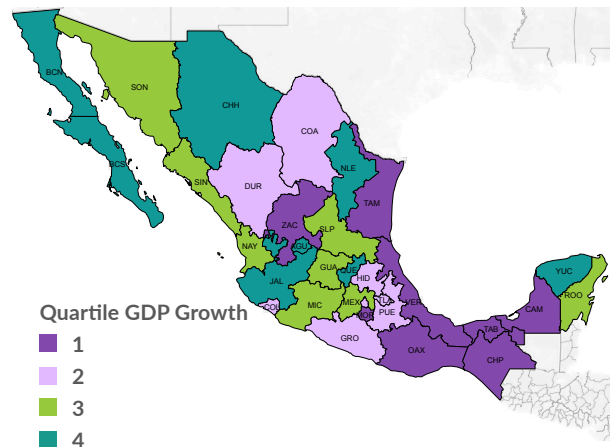 BCN
SON
CHH
COA
BCS
NLE
SIN
DUR
TAM
ZAC
SLP
NAY
AGU
GUA
QUE
HID
YUC
JAL
COL
MIC
MEX
TLA
VER
CAM
ROO
MOR
PUE
TAB
GRO
OAX
CHP
Quartile GDP Growth
1
2
3
4